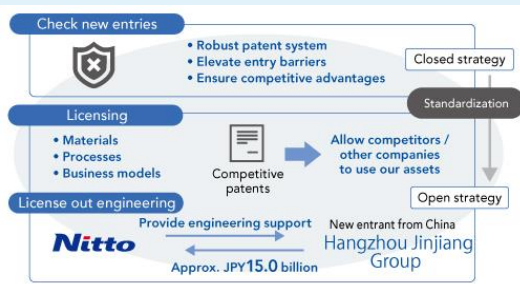 Check new entries
• Robust patent system
• Elevate entry barriers
• Ensure competitive advantages
Closed strategy
Standardization
Licensing
• Materials
• Processes
• Business models
Competitive
patents
Allow competitors /
other companies
to use our assets
Open strategy
License out engineering
Nitto
Provide engineering support
Approx. JPY15.0 billion
New entrant from China
Hangzhou Jinjiang
Group